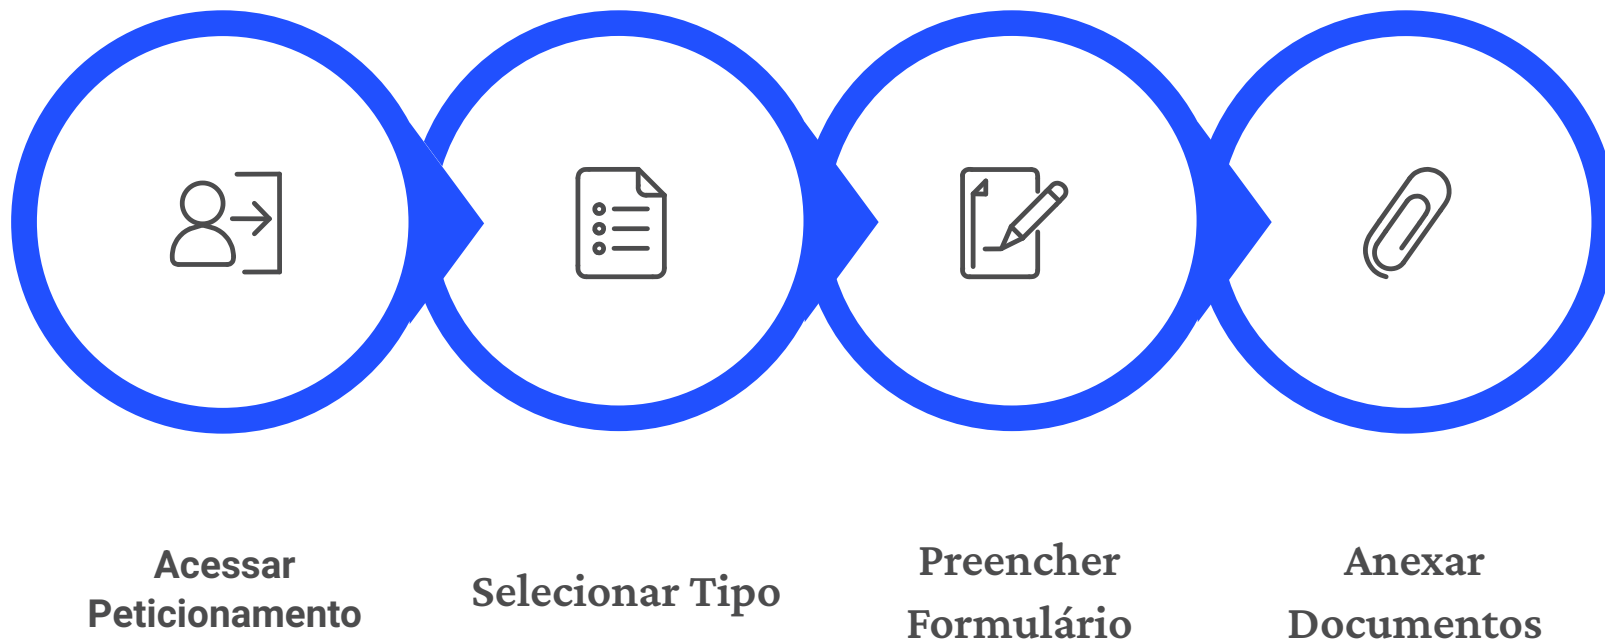 Acessar
Peticionamento
Selecionar Tipo
Preencher
Formulário
Anexar
Documentos